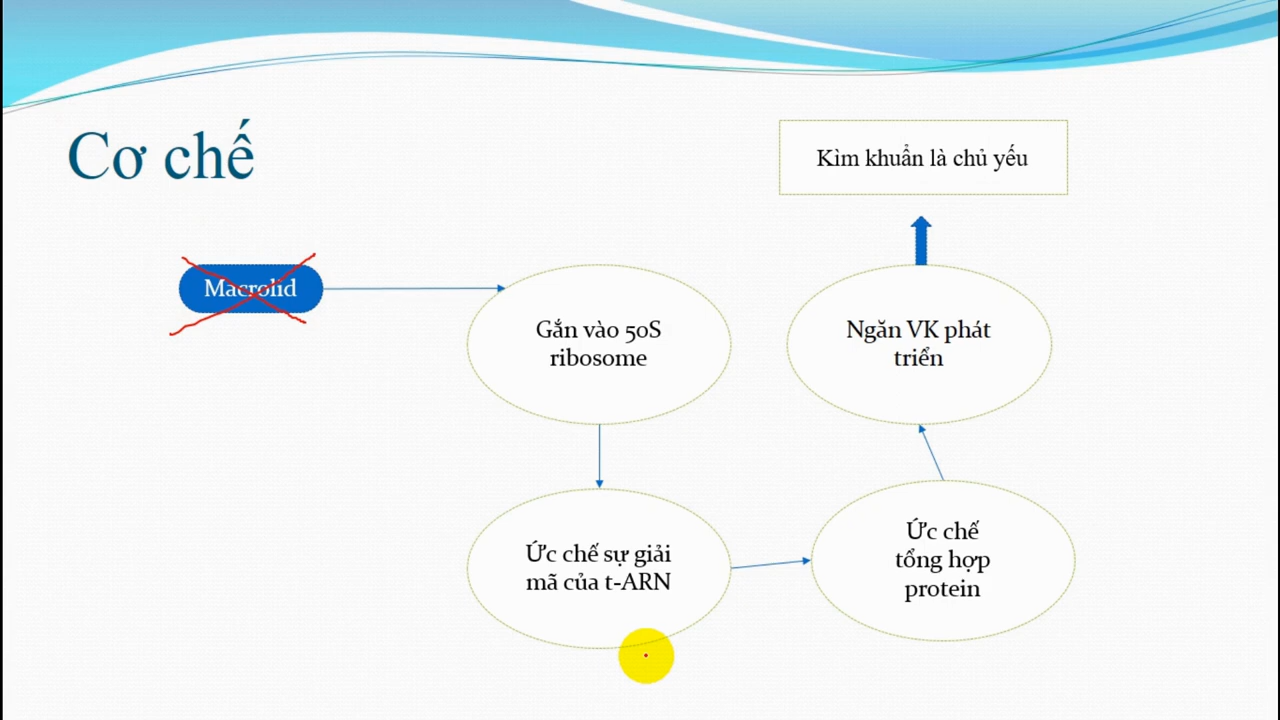 Cơ chế
Kìm khuẩn là chủ yếu
Macrolid
Gắn vào 50S
ribosome
Ngăn VK phát
triển
Ức chế sự giải
mã của t-ARN
Ức chế
tổng hợp
protein